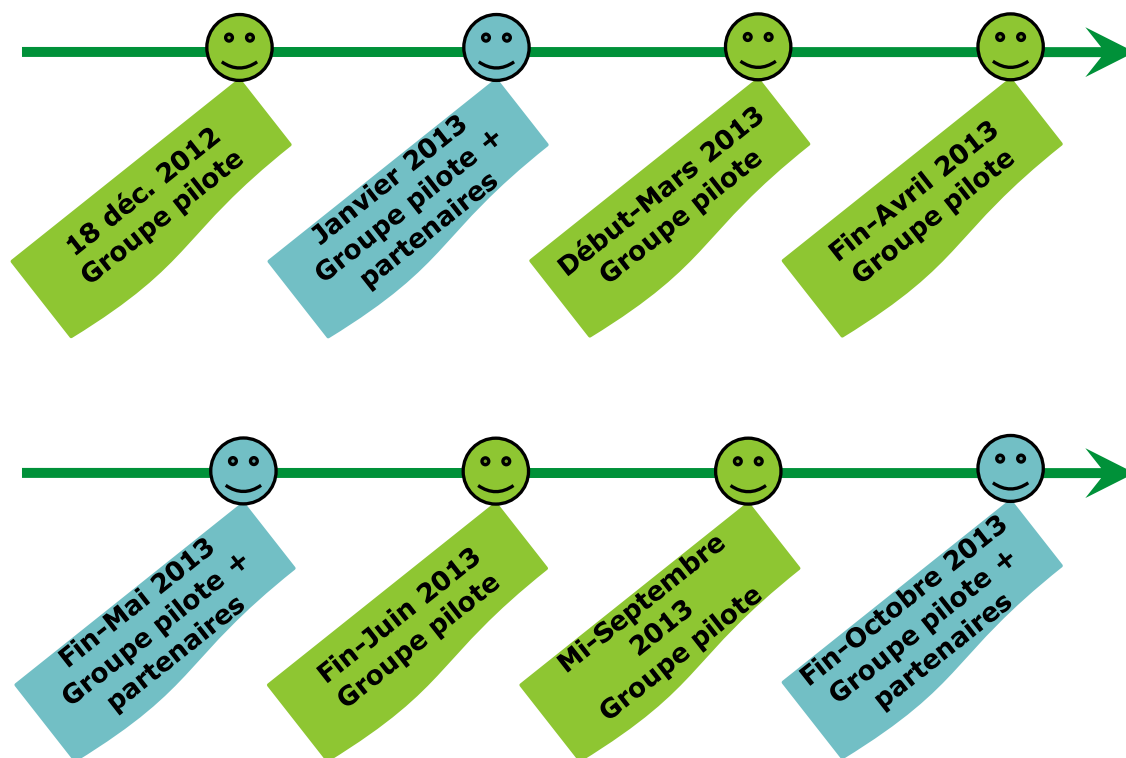 18 déc. 2012
Groupe pilote
Janvier 2013
Groupe pilote +
partenaires
Début-Mars 2013
Groupe pilote
Fin-Avril 2013
Groupe pilote
Fin-Mai 2013
Groupe pilote +
partenaires
Fin-Juin 2013
Groupe pilote
Mi-Septembre
2013
Groupe pilote
Fin-Octobre 2013
Groupe pilote +
partenaires